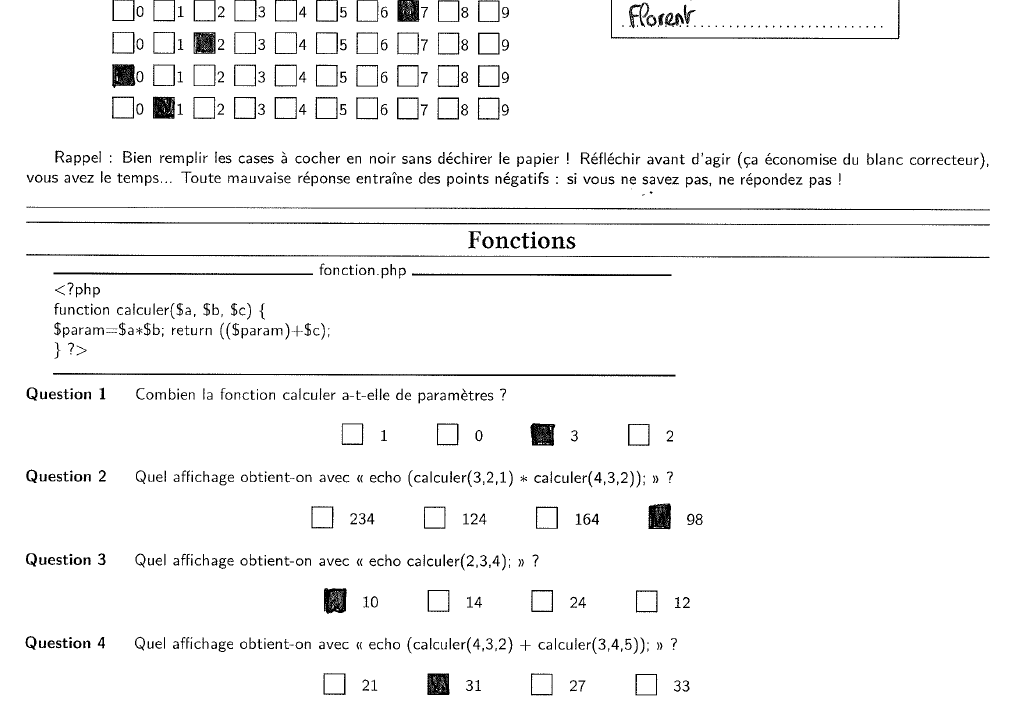 0 1 2 3 4 5 6 7 8 9
Florent
0 1 2 3 4 5 6 7 8 9
0 1 2 3 4 5 6 7 8 9
0 1 2 3 4 5 6 7 8 9
Rappel : Bien remplir les cases à cocher en noir sans déchirer le papier ! Réfléchir avant d'agir (ça économise du blanc correcteur),
vous avez le temps... Toute mauvaise réponse entraîne des points négatifs : si vous ne savez pas, ne répondez pas !
Fonctions
fonction.php
<?php
function calculer($a, $b, $c) {
$param=$a*$b; return (($param)+$c);
} ?>
Question 1 Combien la fonction calculer a-t-elle de paramètres ?
1 0 3 2
Question 2 Quel affichage obtient-on avec « echo (calculer(3,2,1) * calculer(4,3,2)); » ?
234 124 164 98
Question 3 Quel affichage obtient-on avec « echo calculer(2,3,4); » ?
10 14 24 12
Question 4 Quel affichage obtient-on avec « echo (calculer(4,3,2) + calculer(3,4,5)); » ?
21 31 27 33